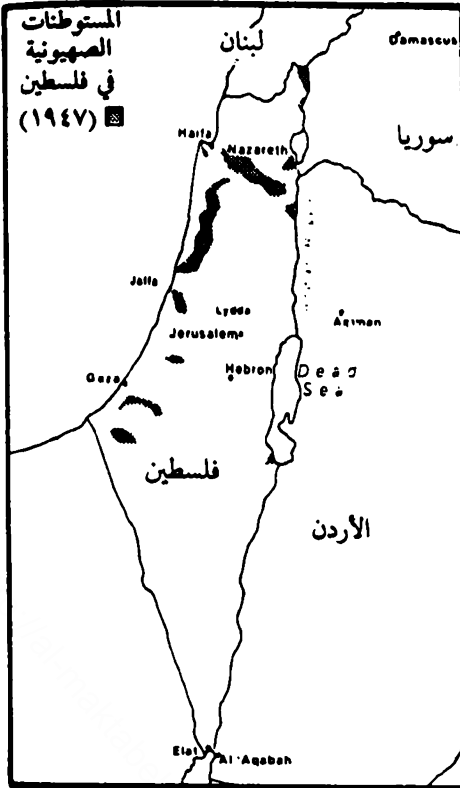 المستوطنات
الصهيونية
في فلسطين
(١٩٤٧)
لبنان
Damascus
سوريا
Haifa
Nazareth
Jaffa
Lydda
Amman
Jerusalem
Gaza
Hebron
Dead
Sea
فلسطين
الأردن
Elat
Al 'Aqabah